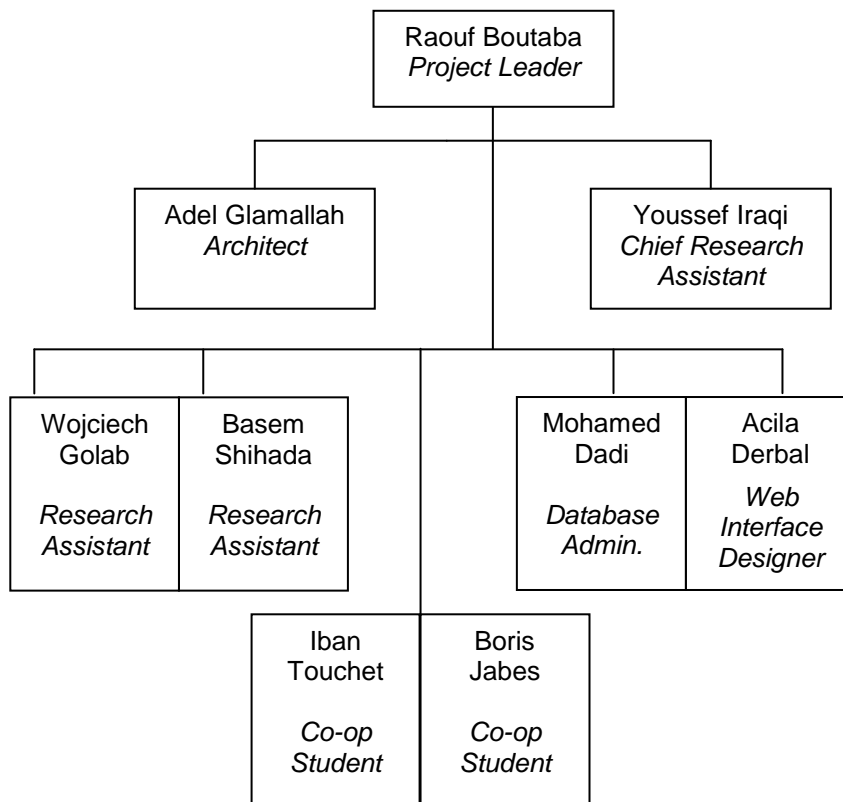 Raouf Boutaba
Project Leader
Adel Glamallah
Architect
Youssef Iraqi
Chief Research
Assistant
Wojciech
Golab
Research
Assistant
Basem
Shihada
Research
Assistant
Mohamed
Dadi
Database
Admin.
Acila
Derbal
Web
Interface
Designer
Iban
Touchet
Co-op
Student
Boris
Jabes
Co-op
Student